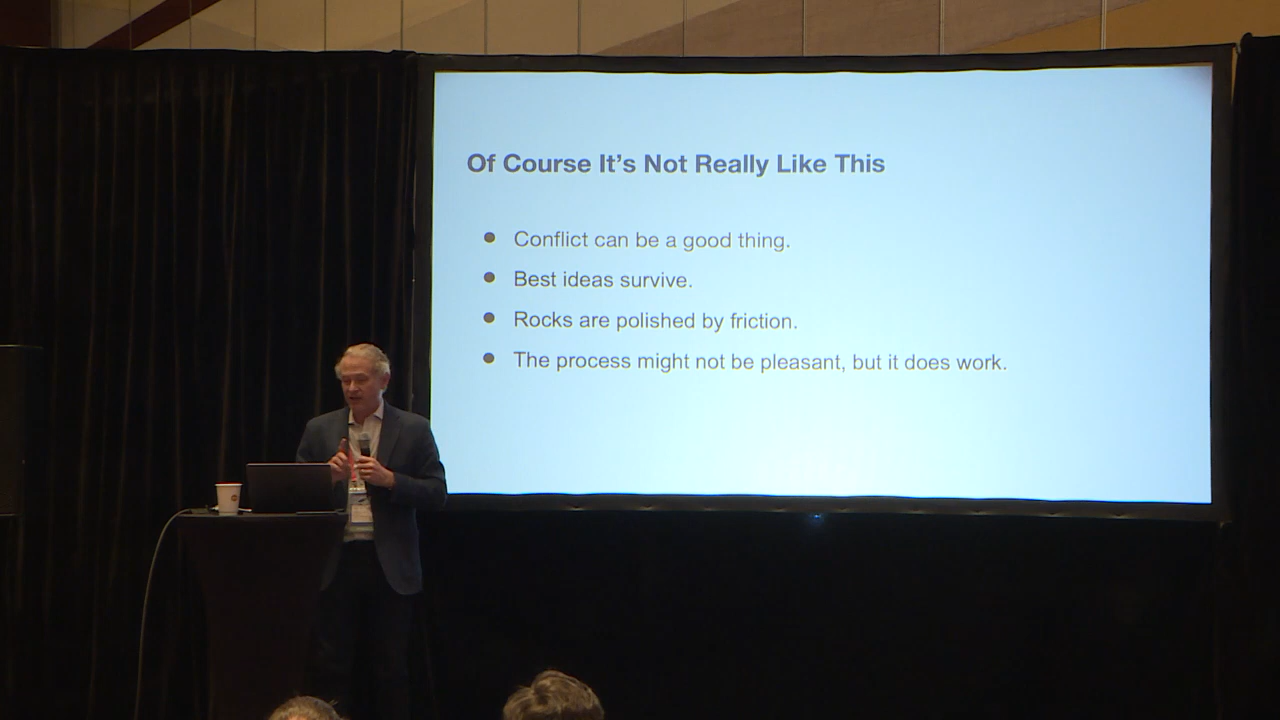 Of Course It's Not Really Like This
Conflict can be a good thing.
Best ideas survive.
Rocks are polished by friction.
The process might not be pleasant, but it does work.